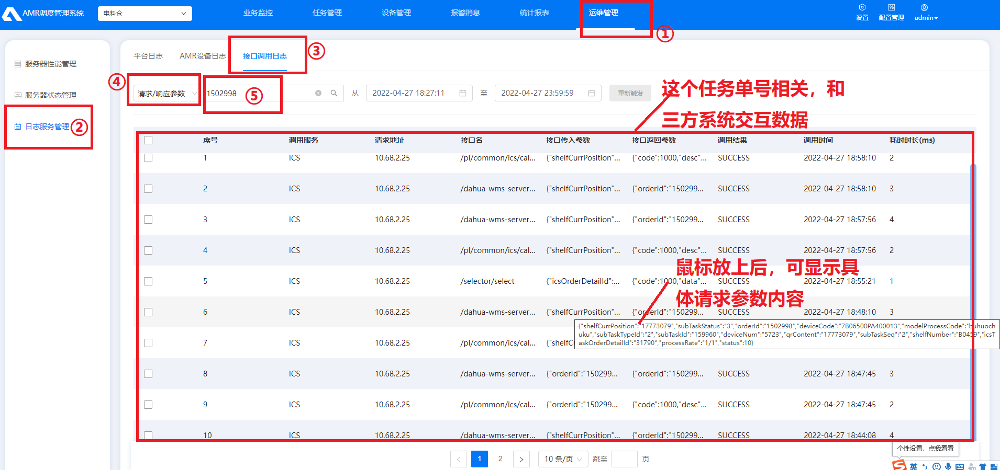 AMR调度管理系统
电料仓
业务监控
任务管理
设备管理
报警消息
统计报表
运维管理
设置
配置管理
admin
①
服务器性能管理
服务器状态管理
日志服务管理
②
平台日志
AMR设备日志
接口调用日志
③
④
请求/响应参数
1502998
⑤
从
2022-04-27 18:27:11
至
2022-04-27 23:59:59
重新触发
这个任务单号相关，和
三方系统交互数据
序号 调用服务 请求地址 接口名 接口传入参数 接口返回参数 调用结果 调用时间 耗时时长(ms)
1 ICS 10.68.2.25 /pl/common/ics/cal... {"shelfCurrPosition"... {"code":1000,"desc"... SUCCESS 2022-04-27 18:58:10 2
2 ICS 10.68.2.25 /dahua-wms-server... {"shelfCurrPosition"... {"orderId":"150299... SUCCESS 2022-04-27 18:58:10 3
3 ICS 10.68.2.25 /dahua-wms-server... {"shelfCurrPosition"... {"orderId":"150299... SUCCESS 2022-04-27 18:57:56 4
4 ICS 10.68.2.25 /pl/common/ics/cal... {"shelfCurrPosition"... {"code":1000,"desc"... SUCCESS 2022-04-27 18:57:56 2
鼠标放上后，可显示具
体请求参数内容
5 ICS 10.68.2.25 /selector/select {"icsOrderDetailId":... {"code":1000,"data"... SUCCESS 2022-04-27 18:55:21 1
6 ICS 10.68.2.25 /dahua-wms-server... {"shelfCurrPosition"... {"orderId":"150299... SUCCESS 2022-04-27 18:48:10 3
{"shelfCurrPosition":"17773079","subTaskStatus":"3","orderId":"1502998","deviceCode":"7B06500PA400013","modelProcessCode":"buhuoch
uku","subTaskTypeId":"2","subTaskId":"159960","deviceNum":"5723","qrContent":"17773079","subTaskSeq":"2","shelfNumber":"B0459","icsT
askOrderDetailId":"31790","processRate":"1/1","status":10}
7 ICS 10.68.2.25 /pl/common/ics/cal... {"shelfC
8 ICS 10.68.2.25 /dahua-wms-server... {"orderId":"150299... {"orderId":"150299... SUCCESS 2022-04-27 18:47:45 3
9 ICS 10.68.2.25 /pl/common/ics/cal... {"orderId":"150299... {"code":1000,"desc"... SUCCESS 2022-04-27 18:47:45 2
10 ICS 10.68.2.25 /dahua-wms-server... {"shelfCurrPosition"... {"orderId":"150299... SUCCESS 2022-04-27 18:44:08 4
个性设置，点我看看
< 1 2 > 10 条/页 跳至 页
S 英